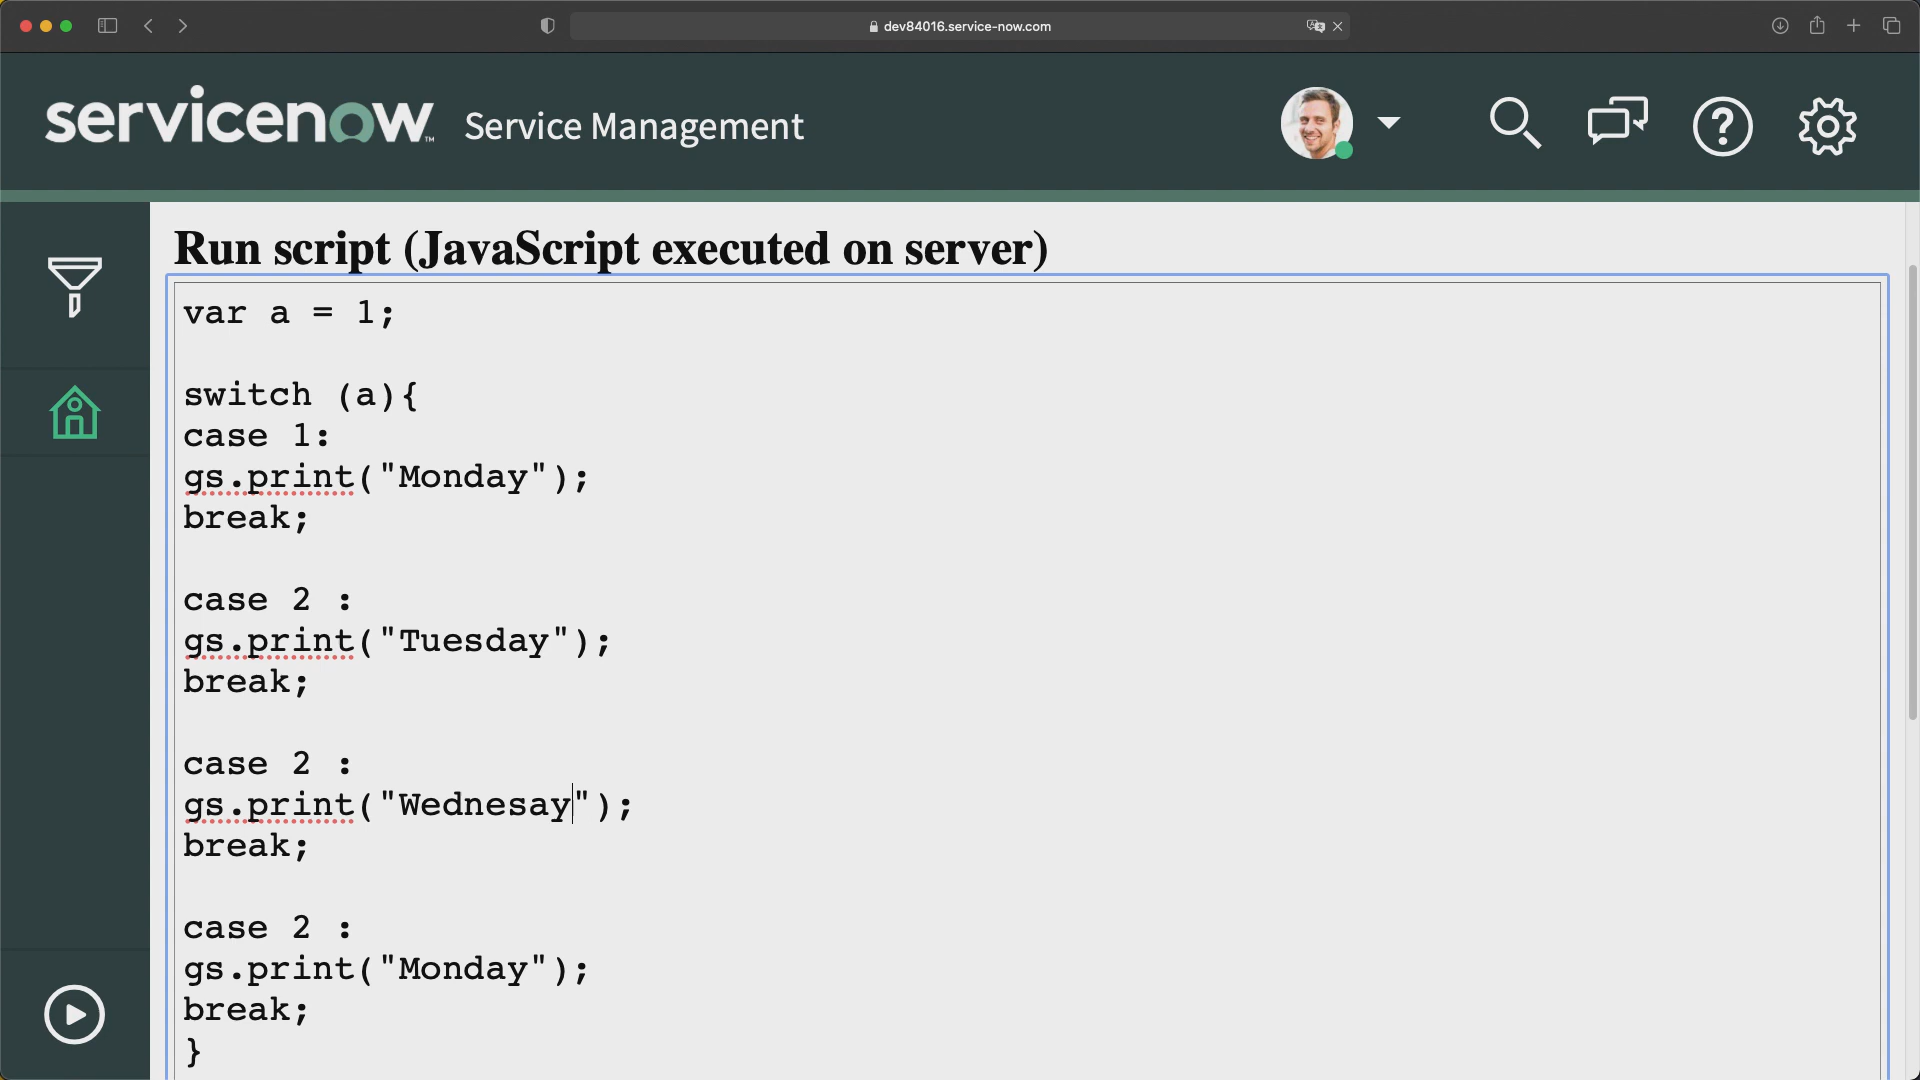 dev84016.service-now.com
servicenow™ Service Management
Run script (JavaScript executed on server)
var a = 1;
switch (a){
case 1:
gs.print("Monday");
break;
case 2 :
gs.print("Tuesday");
break;
case 2 :
gs.print("Wednesay");
break;
case 2 :
gs.print("Monday");
break;
}